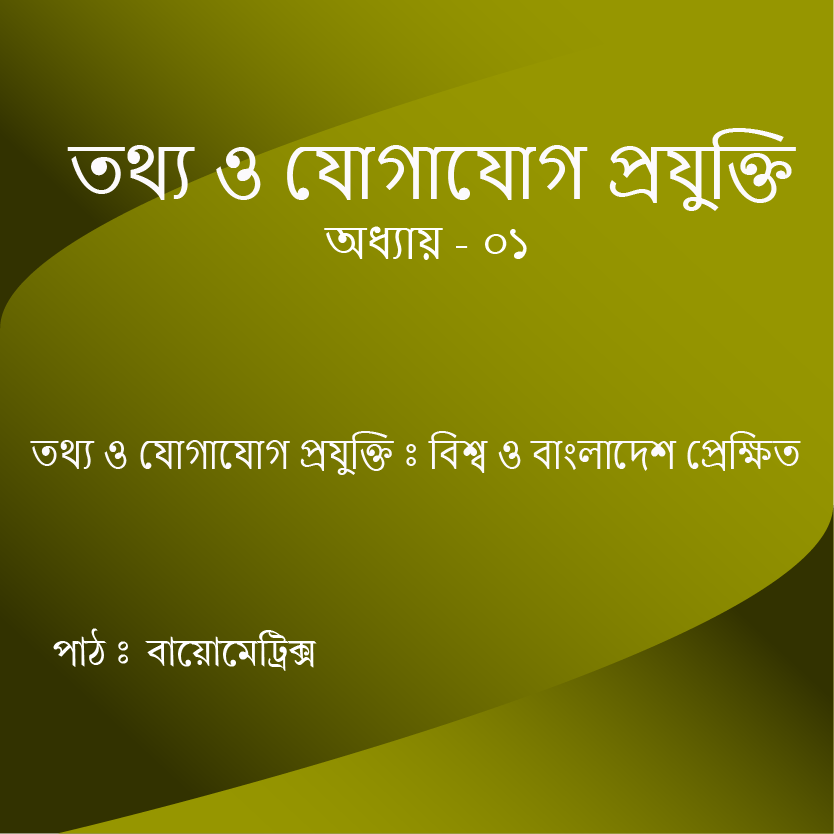 তথ্য ও যোগাযোগ প্রযুক্তি
অধ্যায় - ০১
তথ্য ও যোগাযোগ প্রযুক্তি ঃ বিশ্ব ও বাংলাদেশ প্রেক্ষিত
পাঠ ঃ বায়োমেট্রিক্স